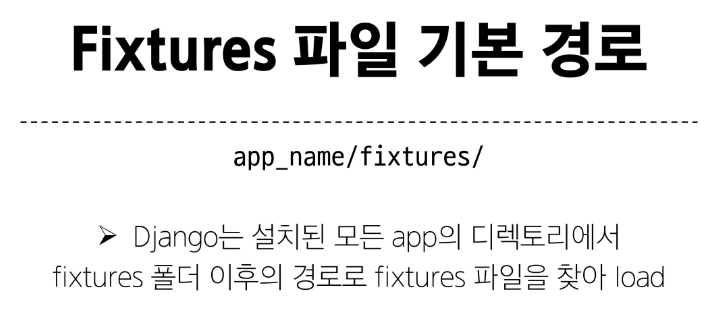 Fixtures 파일 기본 경로
app_name/fixtures/
➤ Django는 설치된 모든 app의 디렉토리에서
fixtures 폴더 이후의 경로로 fixtures 파일을 찾아 load